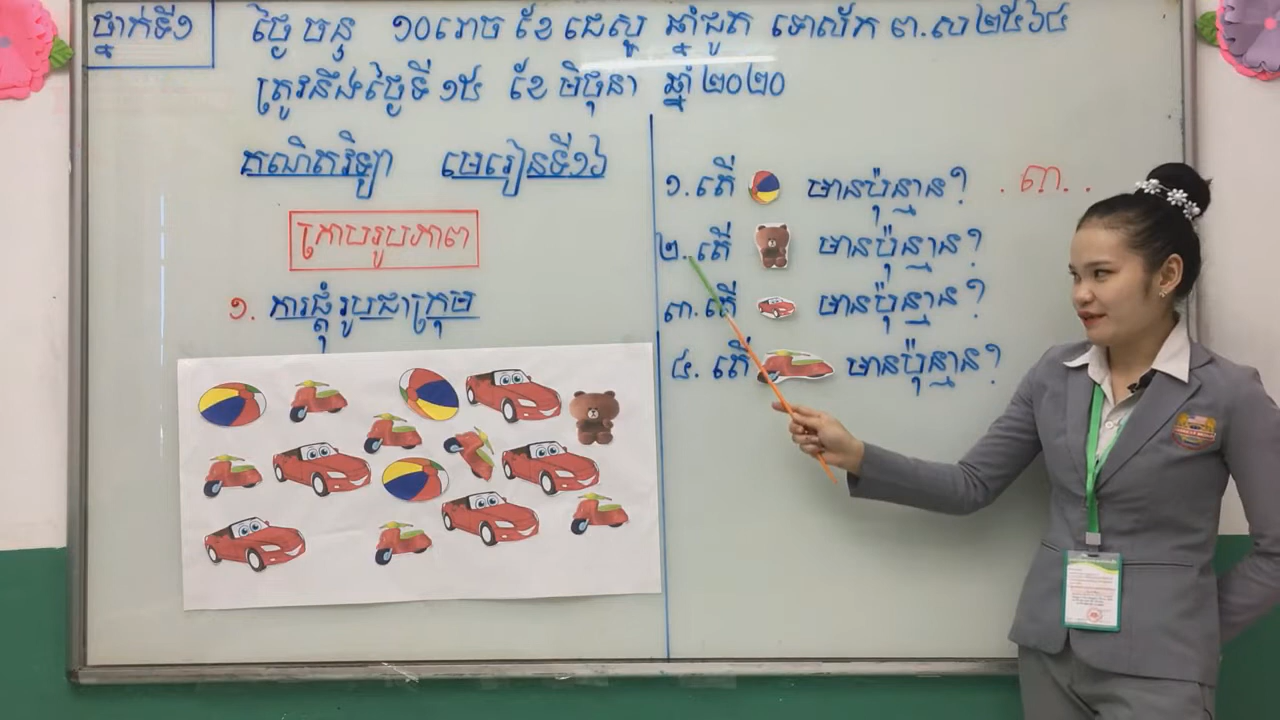 ថ្នាក់ទី១
ថ្ងៃ ចន្ទ ១០រោច ខែ ជេស្ឋ ឆ្នាំជូត ទោស័ក ព.ស២៥៦៤
ត្រូវនឹងថ្ងៃទី ១៥ ខែ មិថុនា ឆ្នាំ ២០២០
គណិតវិទ្យា មេរៀនទី១៦
ក្រាបរូបភាព
១. ការផ្គុំរូបជាក្រុម
១. តើ មានប៉ុន្មាន? . ៣. .
២. តើ មានប៉ុន្មាន?
៣. តើ មានប៉ុន្មាន?
៤. តើ មានប៉ុន្មាន?